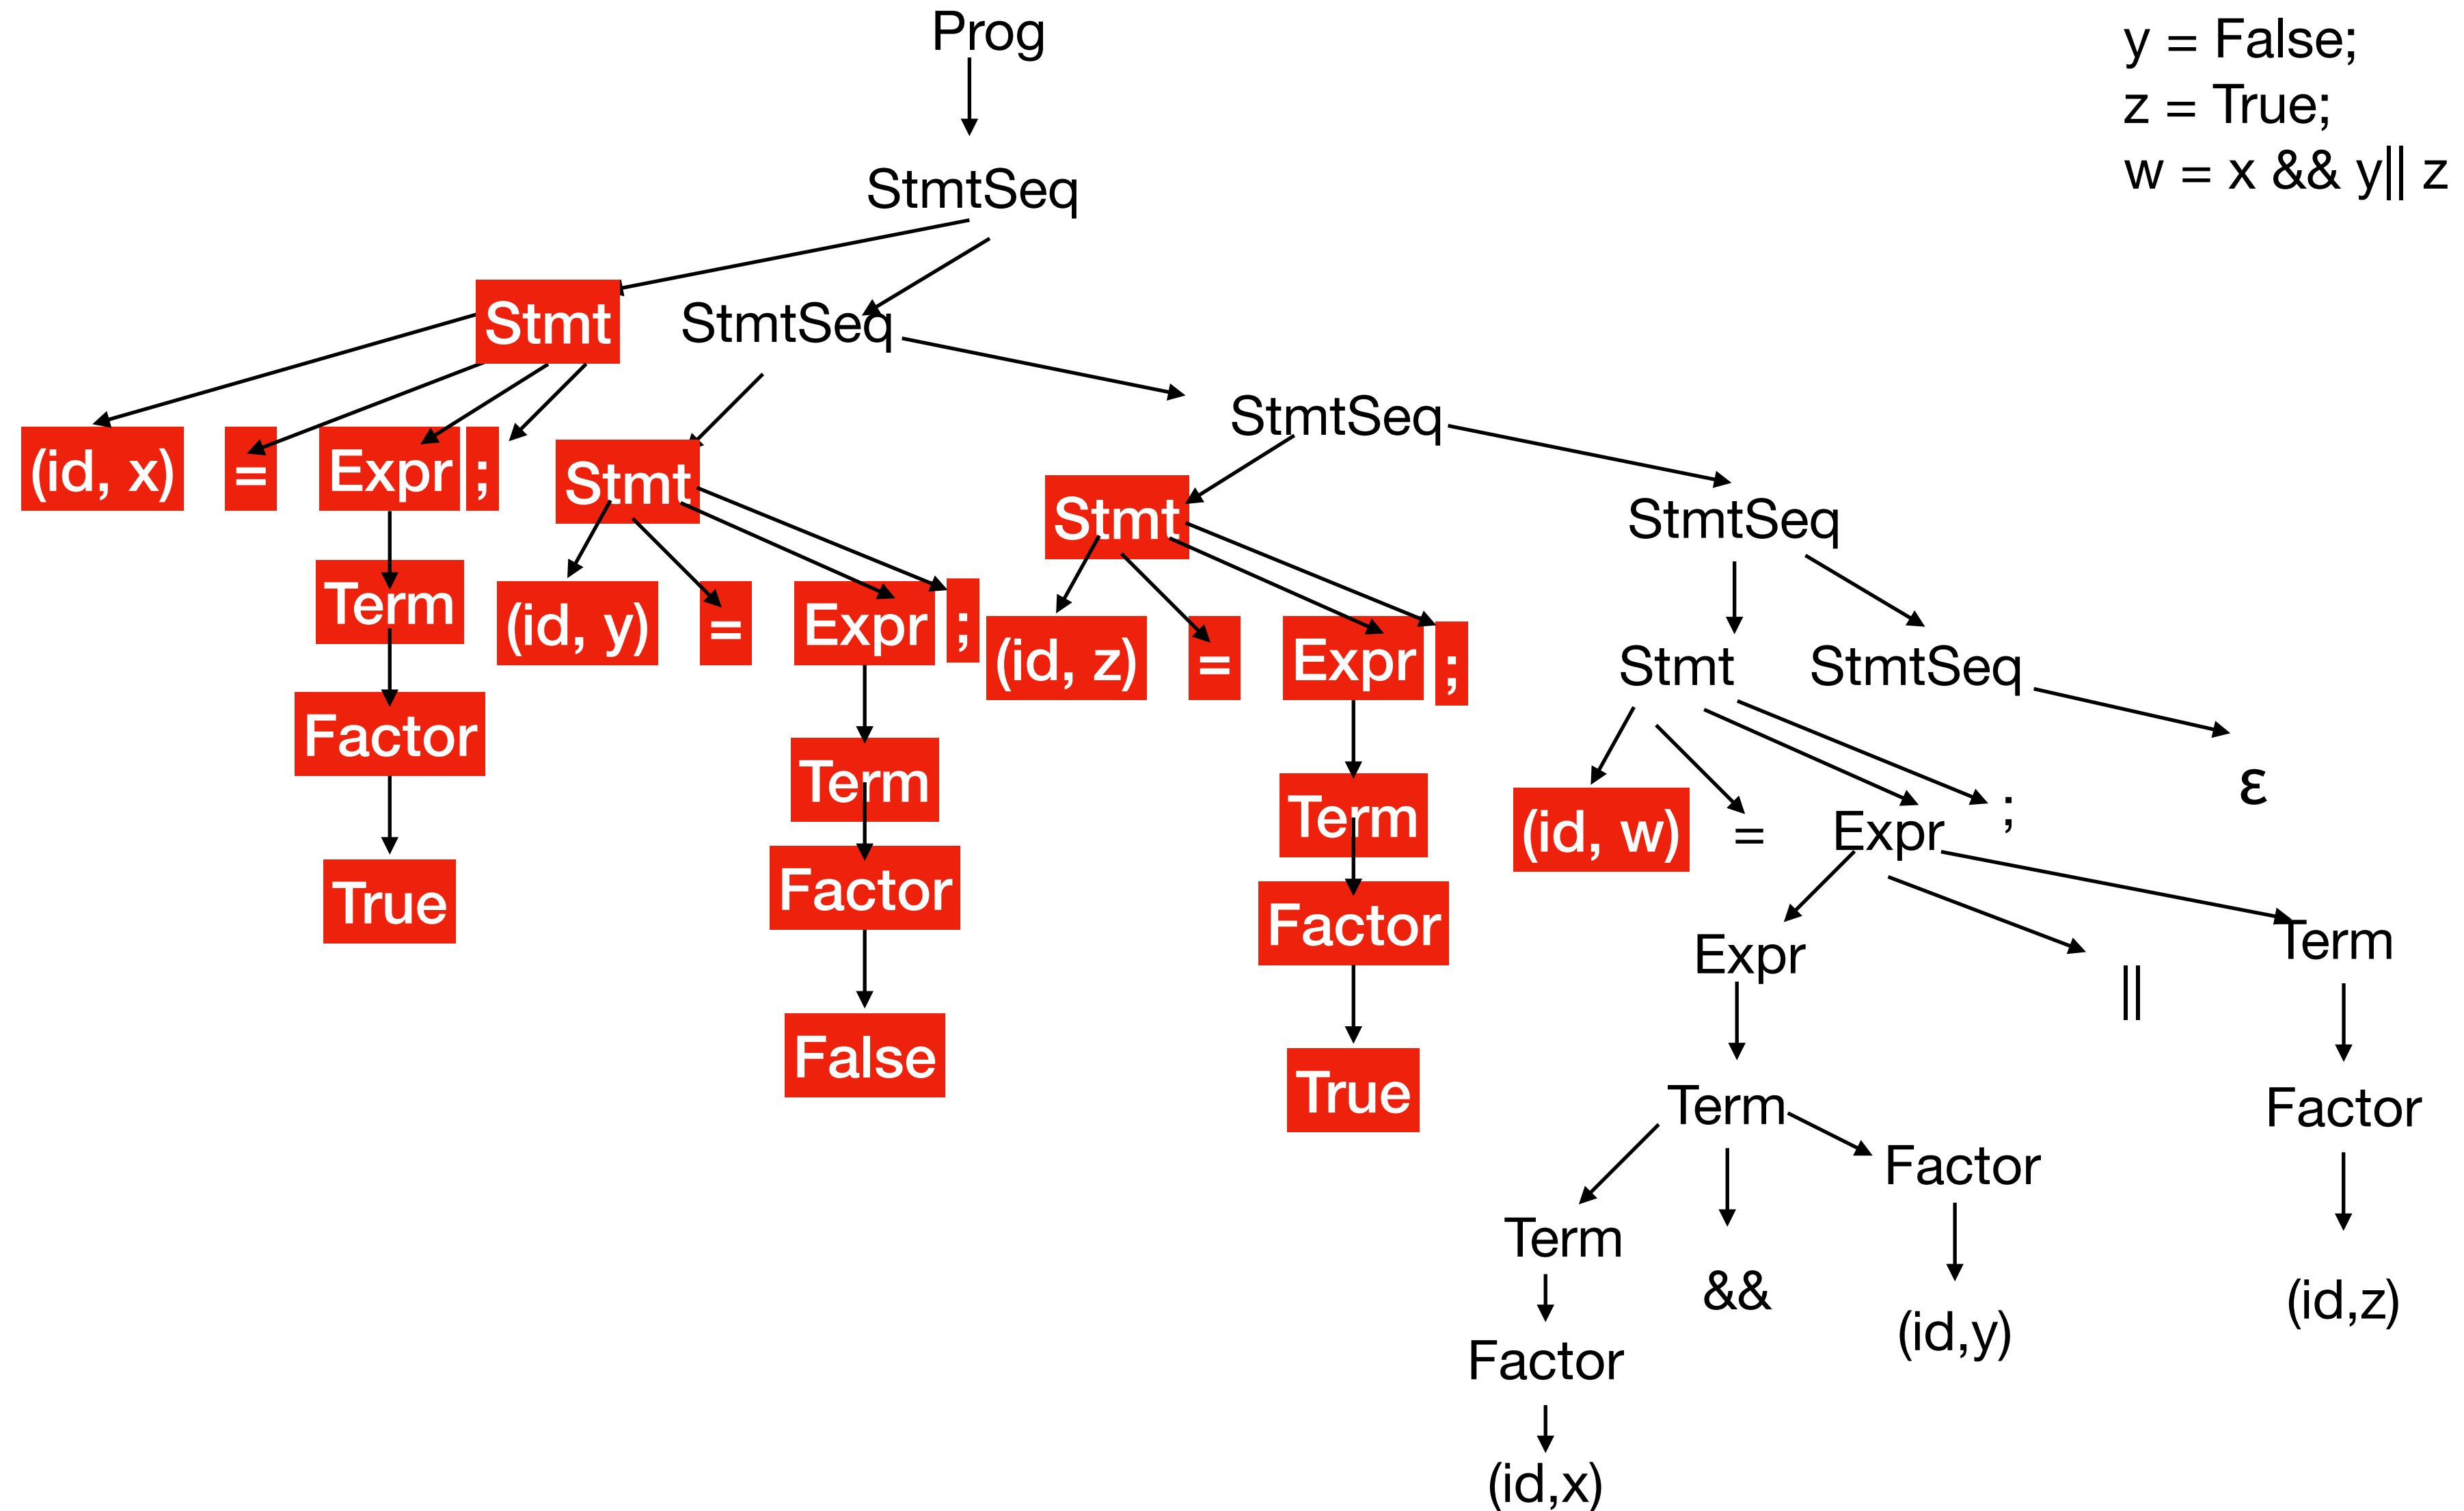 Prog
y = False;
z = True;
w = x && y|| z
StmtSeq
Stmt
StmtSeq
StmtSeq
(id, x)
=
Expr
;
Stmt
Stmt
StmtSeq
Term
(id, y)
=
Expr
;
(id, z)
=
Expr
;
Stmt
StmtSeq
Factor
Term
Term
(id, w)
=
Expr
;
ε
True
Factor
Factor
Expr
||
Term
False
True
Term
Factor
Factor
Term
&&
(id,y)
(id,z)
Factor
(id,x)